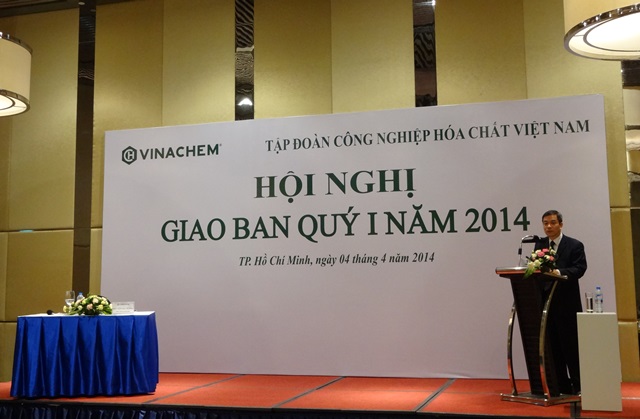 VINACHEM
TẬP ĐOÀN CÔNG NGHIỆP HÓA CHẤT VIỆT NAM
HỘI NGHỊ
GIAO BAN QUÝ I NĂM 2014
TP. Hồ Chí Minh, ngày 04 tháng 4 năm 2014